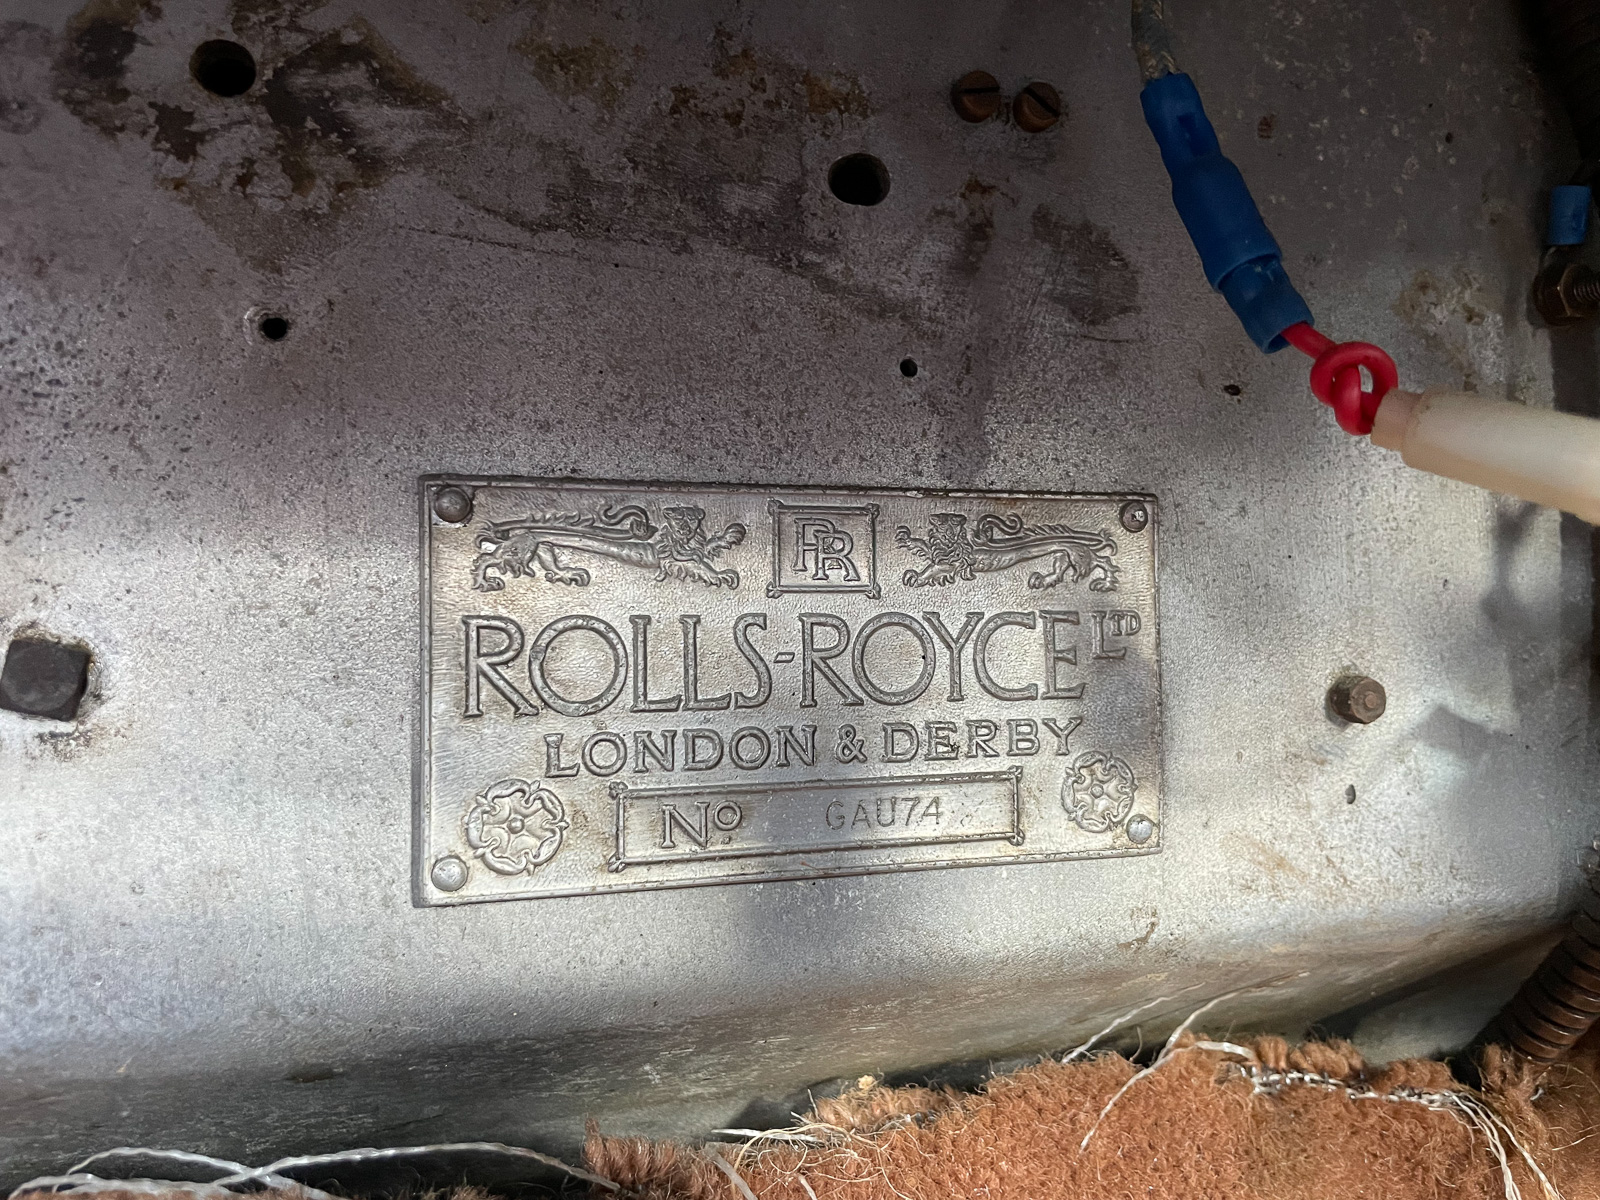 RR
ROLLS-ROYCE LTD
LONDON & DERBY
No. GAU74